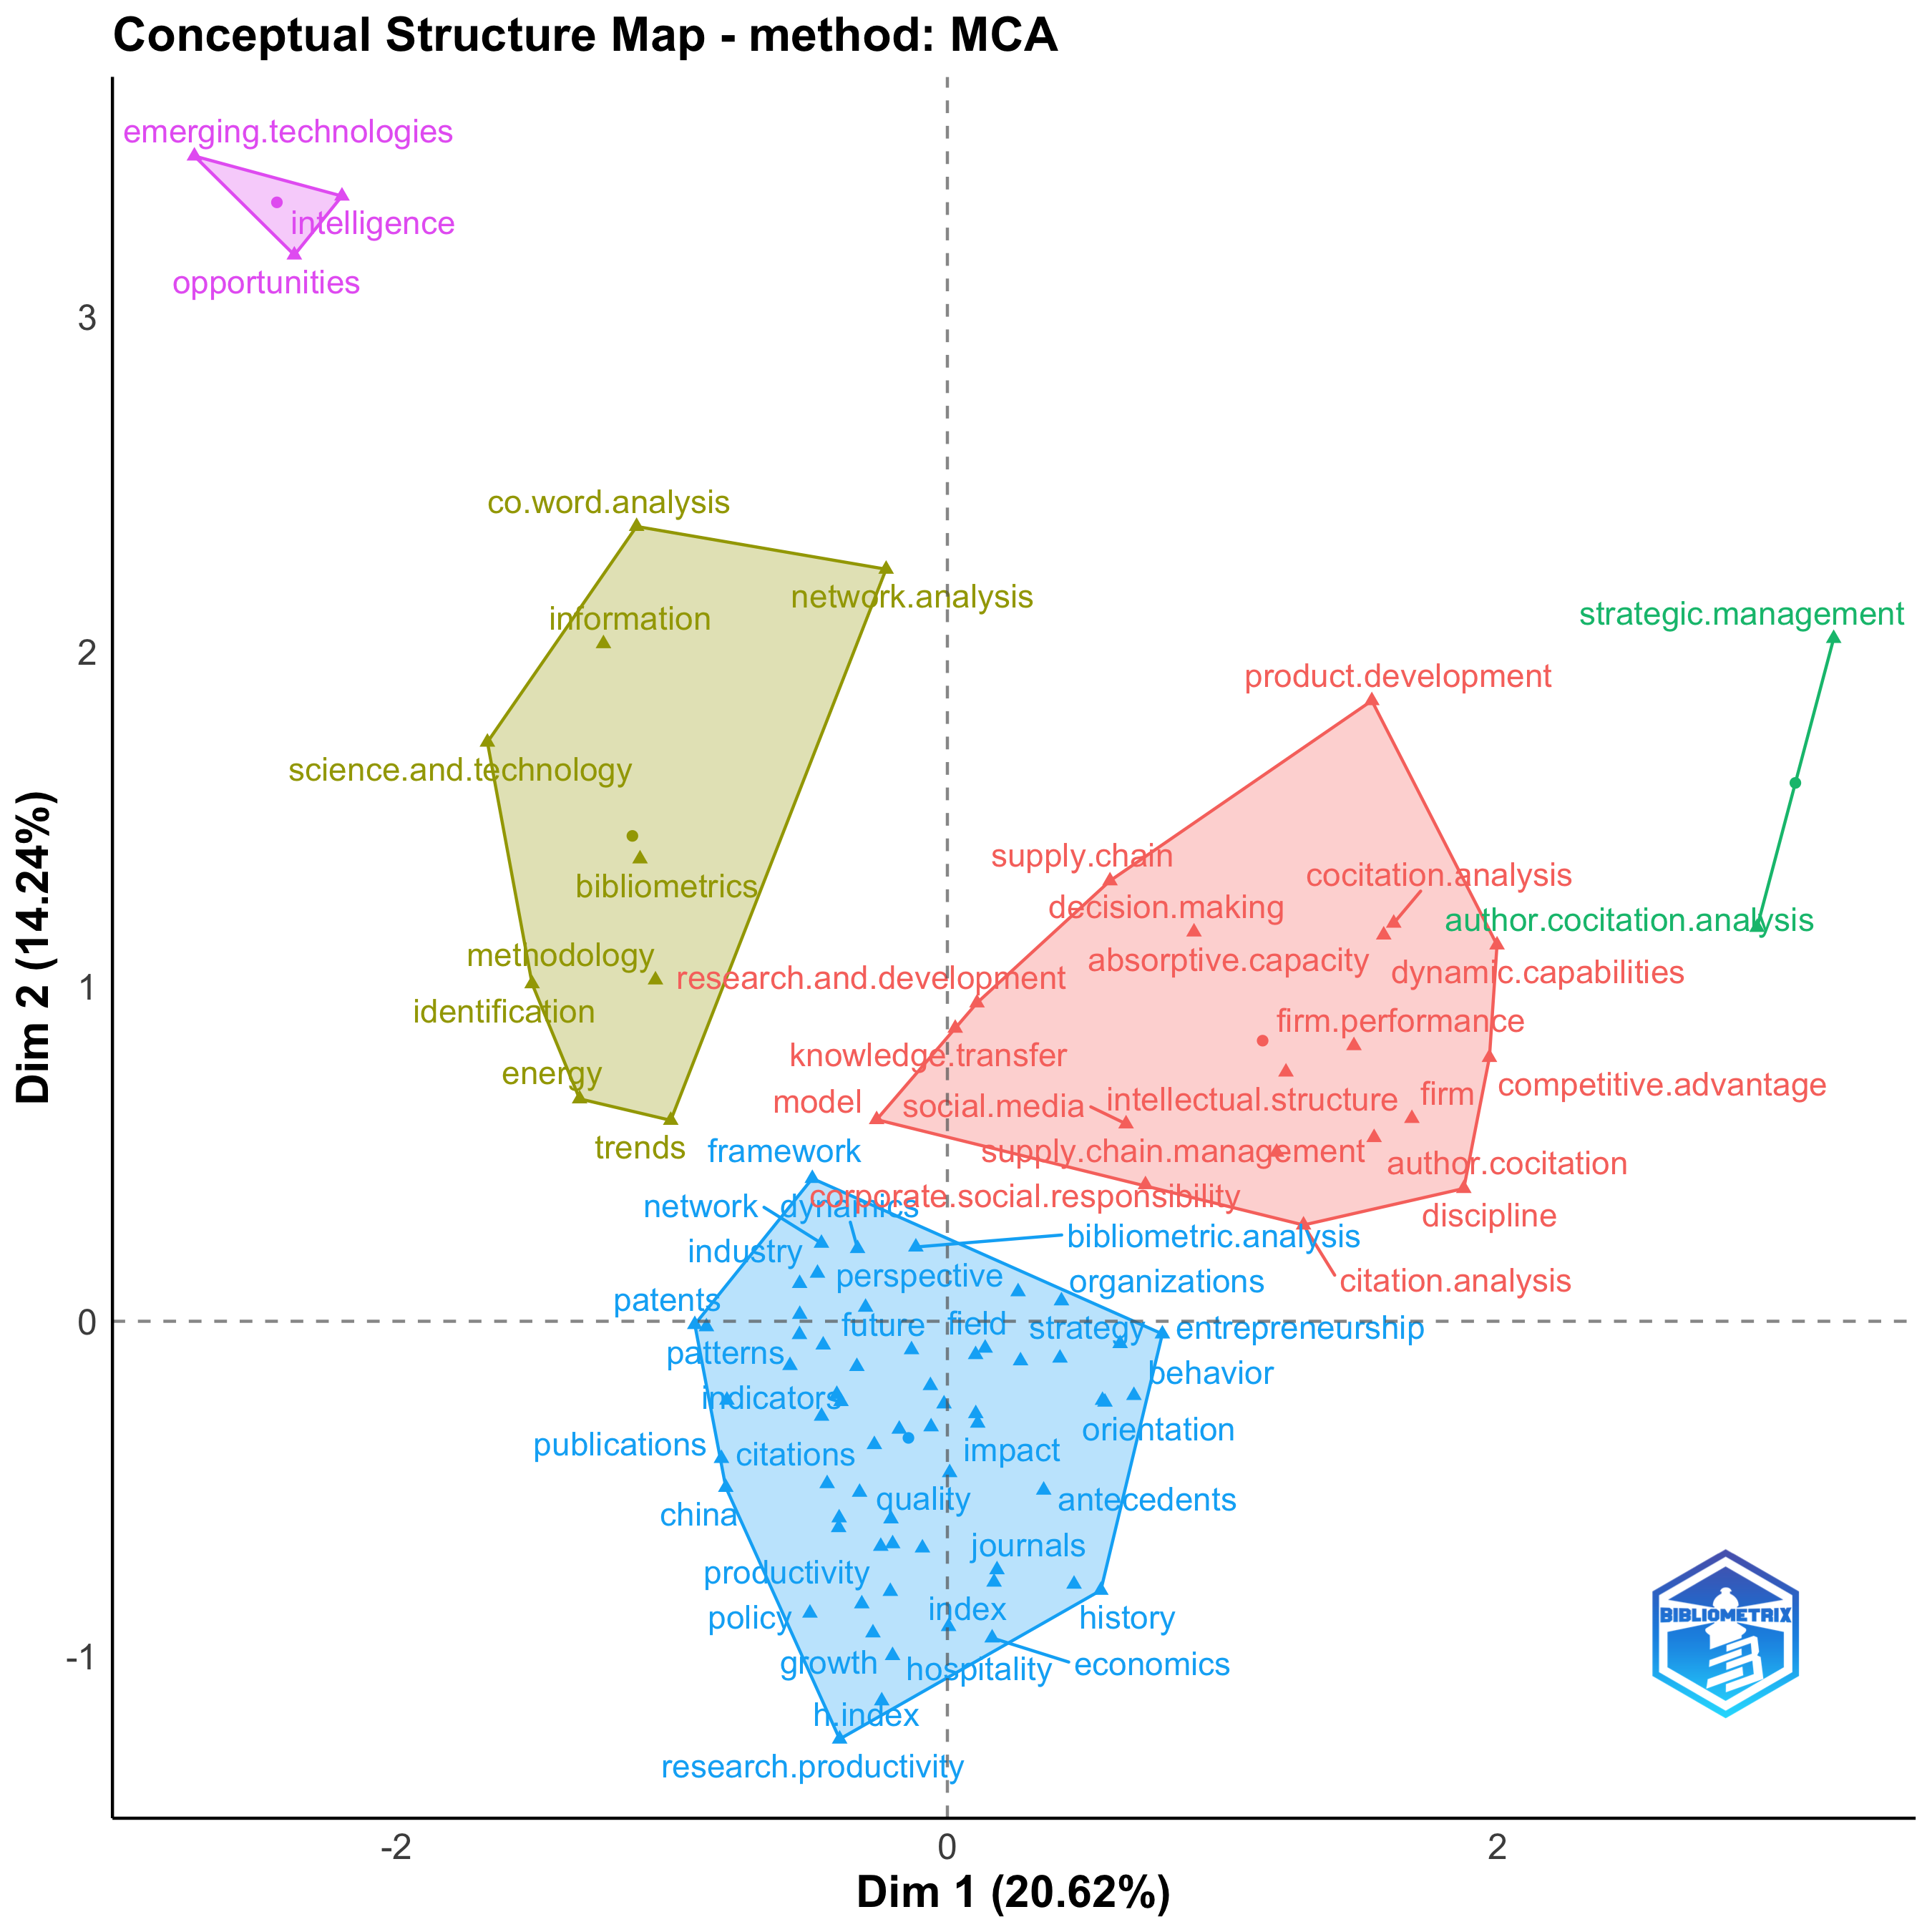 Conceptual Structure Map - method: MCA
emerging.technologies
intelligence
opportunities
3
co.word.analysis
network.analysis
information
strategic.management
2
product.development
science.and.technology
supply.chain
cocitation.analysis
bibliometrics
decision.making
author.cocitation.analysis
methodology
absorptive.capacity
research.and.development
dynamic.capabilities
1
identification
firm.performance
knowledge.transfer
energy
competitive.advantage
model
social.media
intellectual.structure
firm
trends
framework
supply.chain.management
author.cocitation
corporate.social.responsibility
network
dynamics
discipline
bibliometric.analysis
industry
perspective
organizations
citation.analysis
patents
0
future
field
strategy
entrepreneurship
patterns
behavior
indicators
orientation
publications
citations
impact
quality
antecedents
china
journals
productivity
policy
index
history
BIBLIOMETRIX
-1
growth
hospitality
economics
h.index
research.productivity
-2
0
2
Dim 1 (20.62%)
Dim 2 (14.24%)